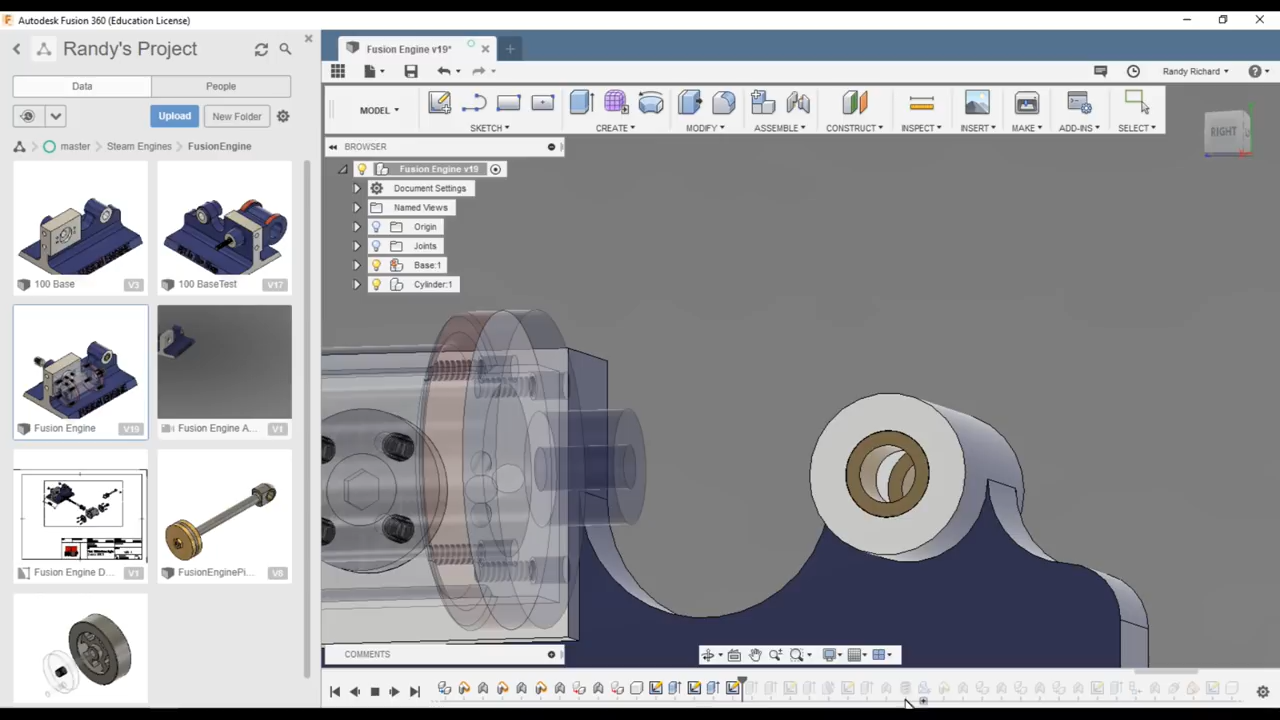 Autodesk Fusion 360 (Education License)
Randy's Project
Fusion Engine v19*
Data
People
Randy Richard
Upload
New Folder
MODEL
SKETCH
CREATE
MODIFY
ASSEMBLE
CONSTRUCT
INSPECT
INSERT
MAKE
ADD-INS
SELECT
master
Steam Engines
FusionEngine
BROWSER
Fusion Engine v19
Document Settings
Named Views
Origin
Joints
Base:1
Cylinder:1
RIGHT
100 Base
V3
100 BaseTest
V17
Fusion Engine
V19
Fusion Engine A...
V1
Fusion Engine D...
V1
FusionEnginePi...
V8
COMMENTS